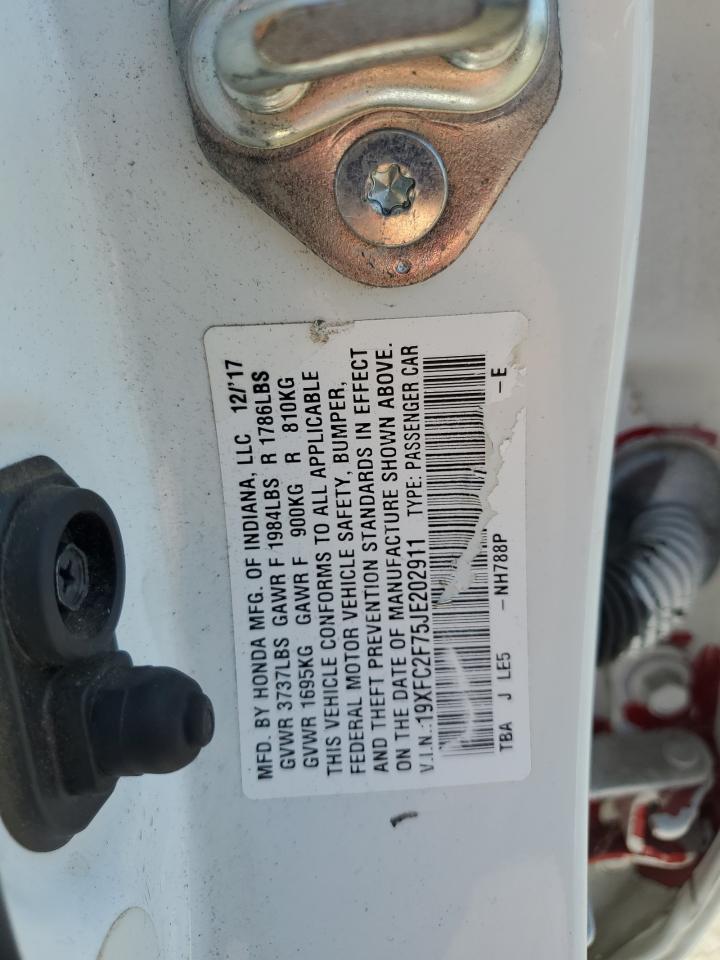 MFD. BY HONDA MFG. OF INDIANA, LLC 12/'17
GVWR 3737LBS GAWR F 1984LBS R 1786LBS
GVWR 1695KG GAWR F 900KG R 810KG
THIS VEHICLE CONFORMS TO ALL APPLICABLE
FEDERAL MOTOR VEHICLE SAFETY, BUMPER,
AND THEFT PREVENTION STANDARDS IN EFFECT
ON THE DATE OF MANUFACTURE SHOWN ABOVE.
V.I.N.:19XFC2F75JE202911 TYPE: PASSENGER CAR
TBA J LE5 - NH788P - E